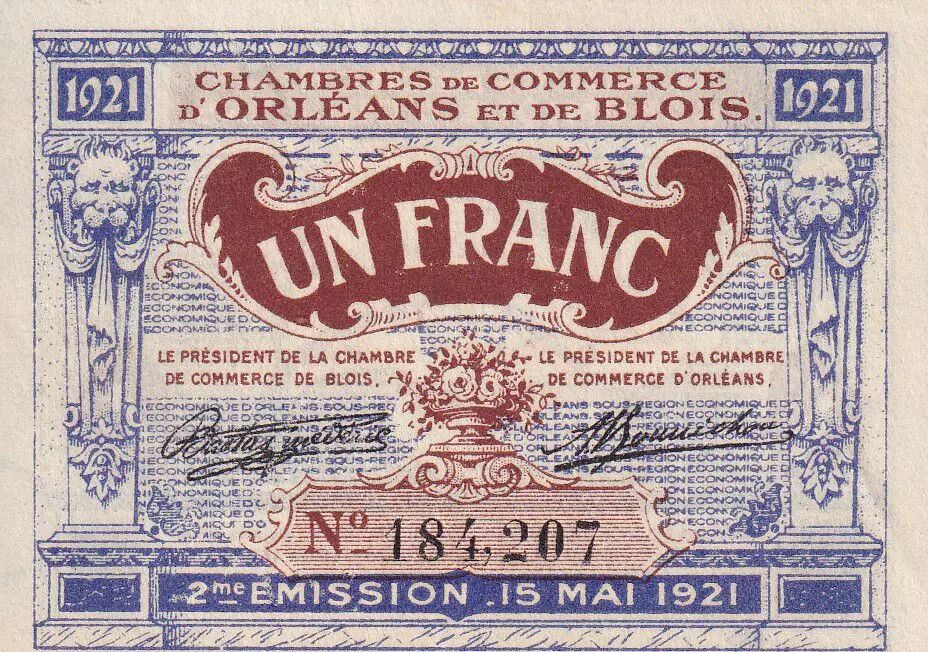 1921 CHAMBRES DE COMMERCE 1921
D'ORLÉANS ET DE BLOIS.
UN FRANC
LE PRÉSIDENT DE LA CHAMBRE
DE COMMERCE DE BLOIS,
LE PRÉSIDENT DE LA CHAMBRE
DE COMMERCE D'ORLÉANS,
Nº 184,207
2me EMISSION .15 MAI 1921